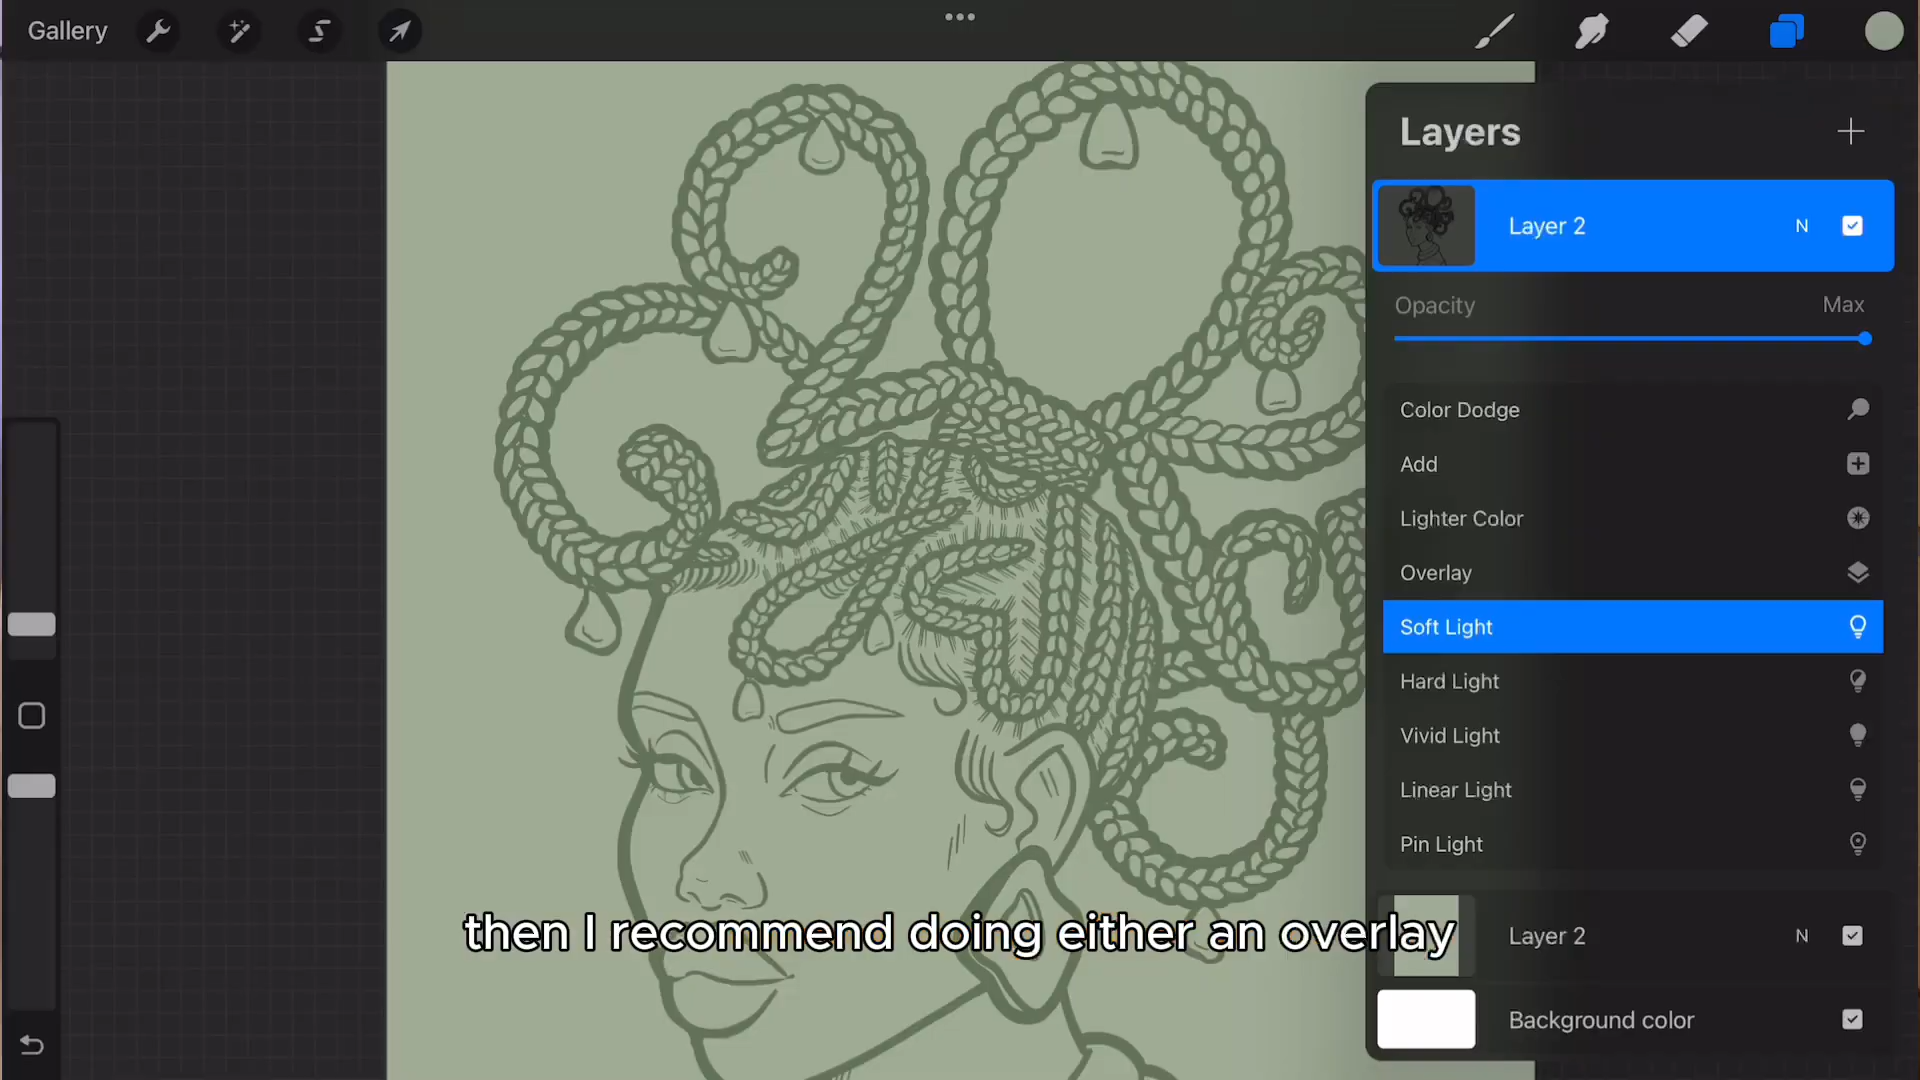 Gallery
Layers
Layer 2 N
Opacity Max
Color Dodge
Add
Lighter Color
Overlay
Soft Light
Hard Light
Vivid Light
Linear Light
Pin Light
then I recommend doing either an overlay
Layer 2 N
Background color